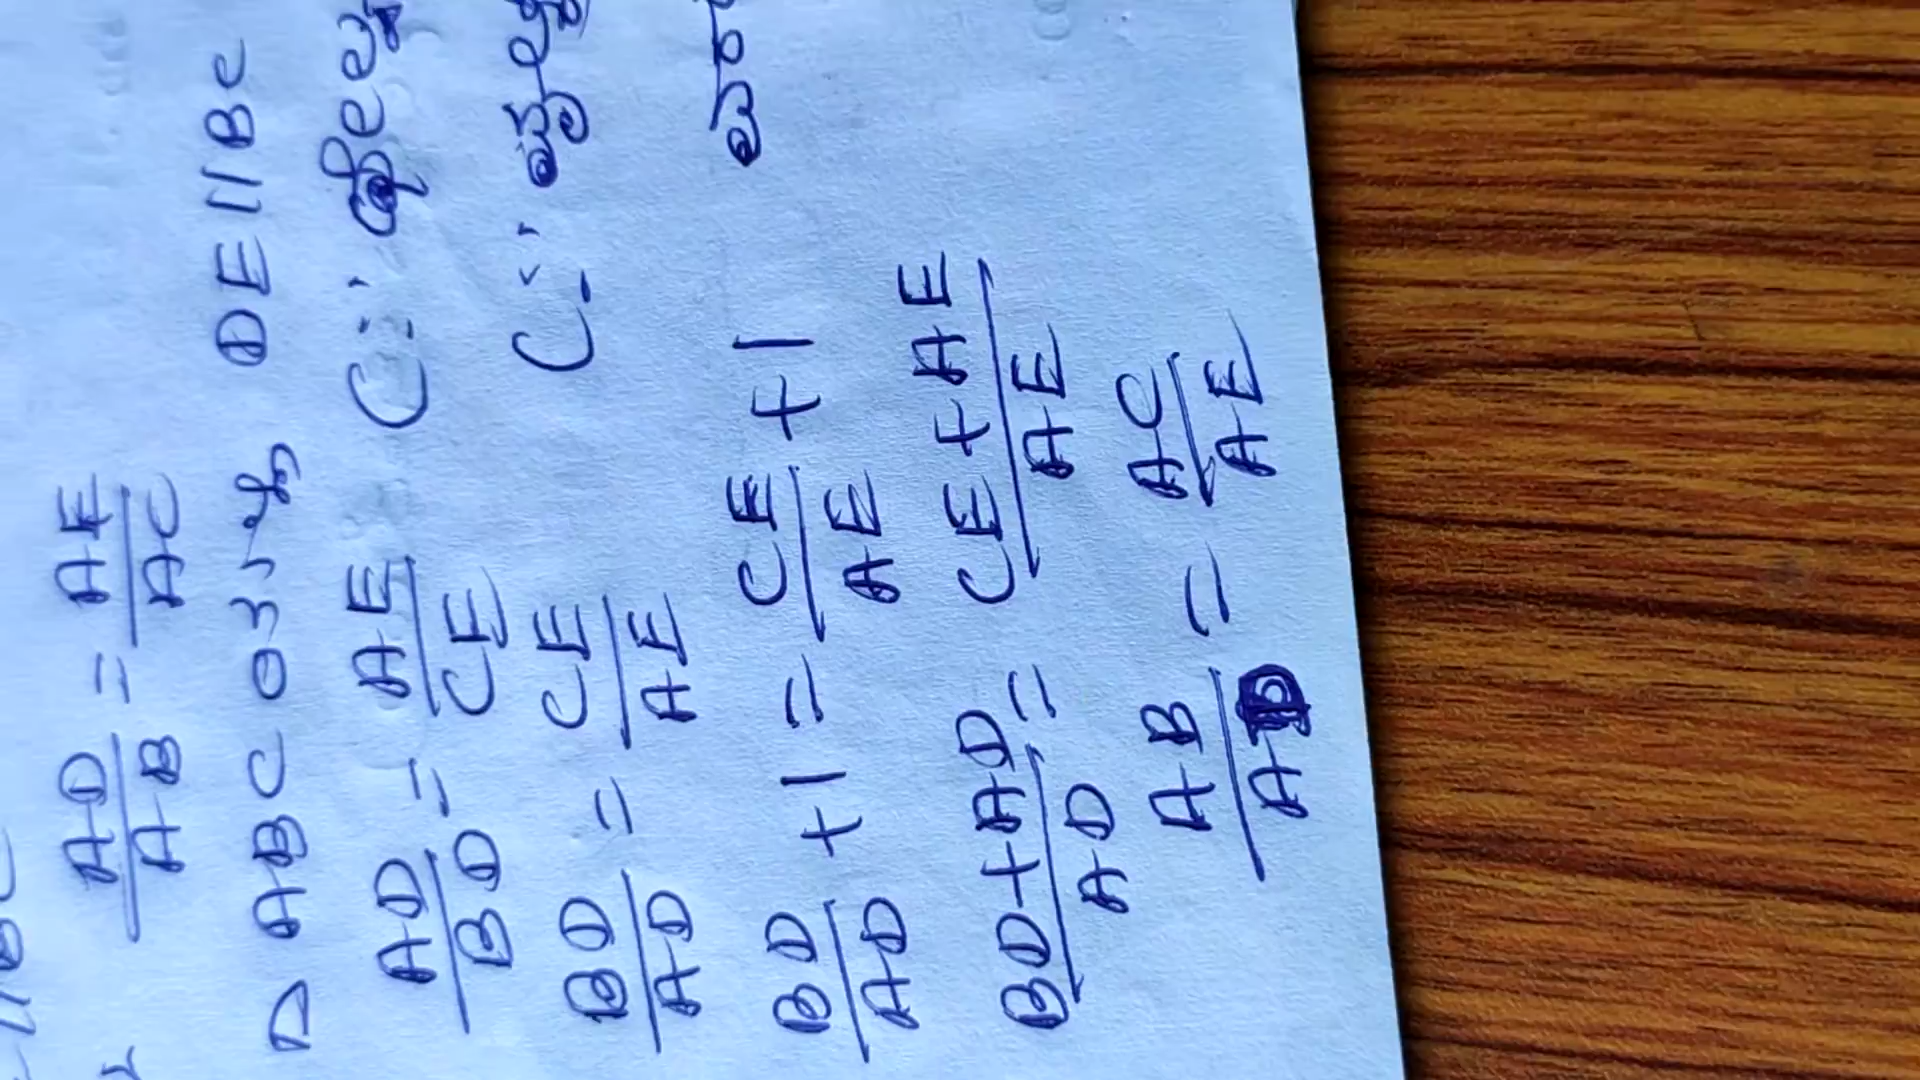 AD/AB = AE/AC
Δ ABC ಯಲ್ಲಿ DE || BC
AD/BD = AE/CE (∵
BD/AD = CE/AE (∵
BD/AD + 1 = CE/AE + 1
BD + AD/AD = CE + AE/AE
AB/AD = AC/AE